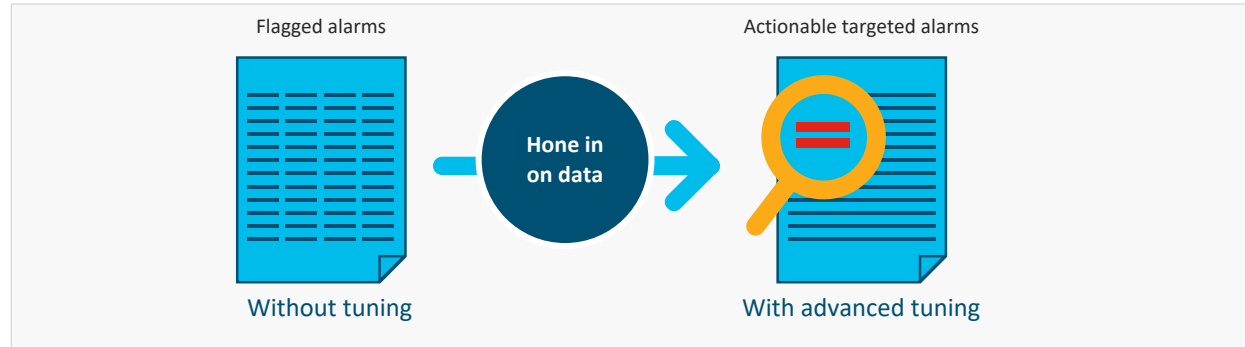 Flagged alarms
Actionable targeted alarms
Hone in
on data
Without tuning
With advanced tuning